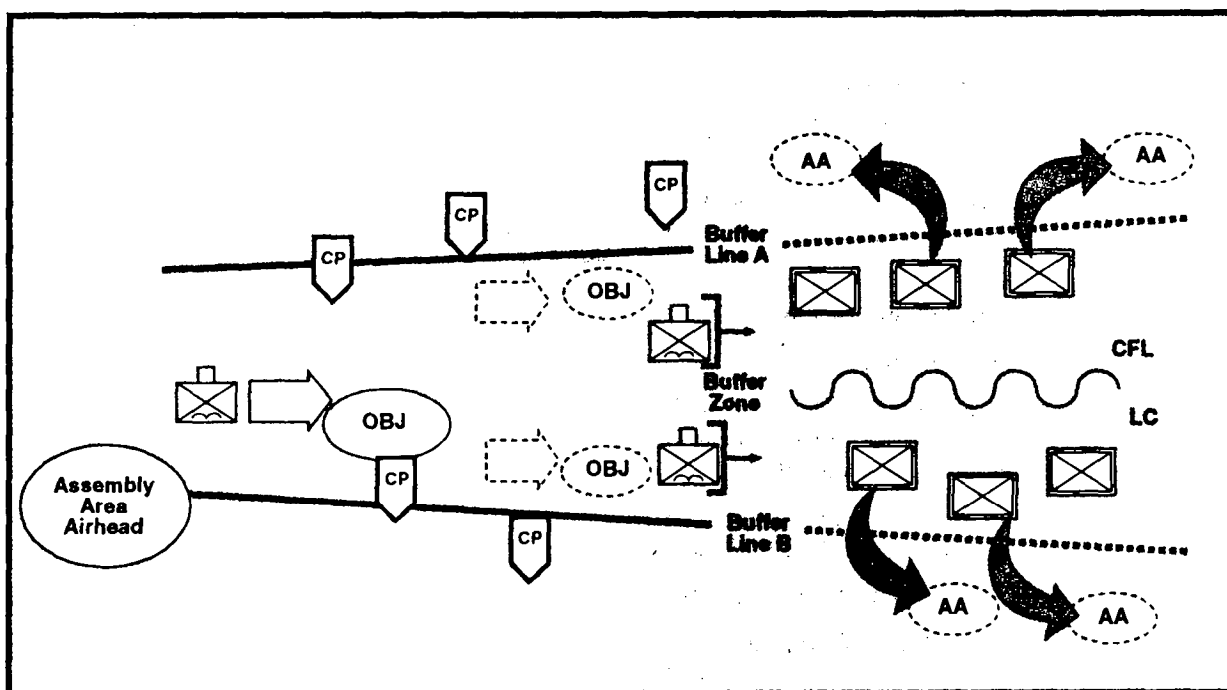 AA
AA
CP
CP
CP
Buffer
Line A
OBJ
CFL
Buffer
Zone
LC
OBJ
OBJ
CP
Assembly
Area
Airhead
Buffer
Line B
CP
AA
AA